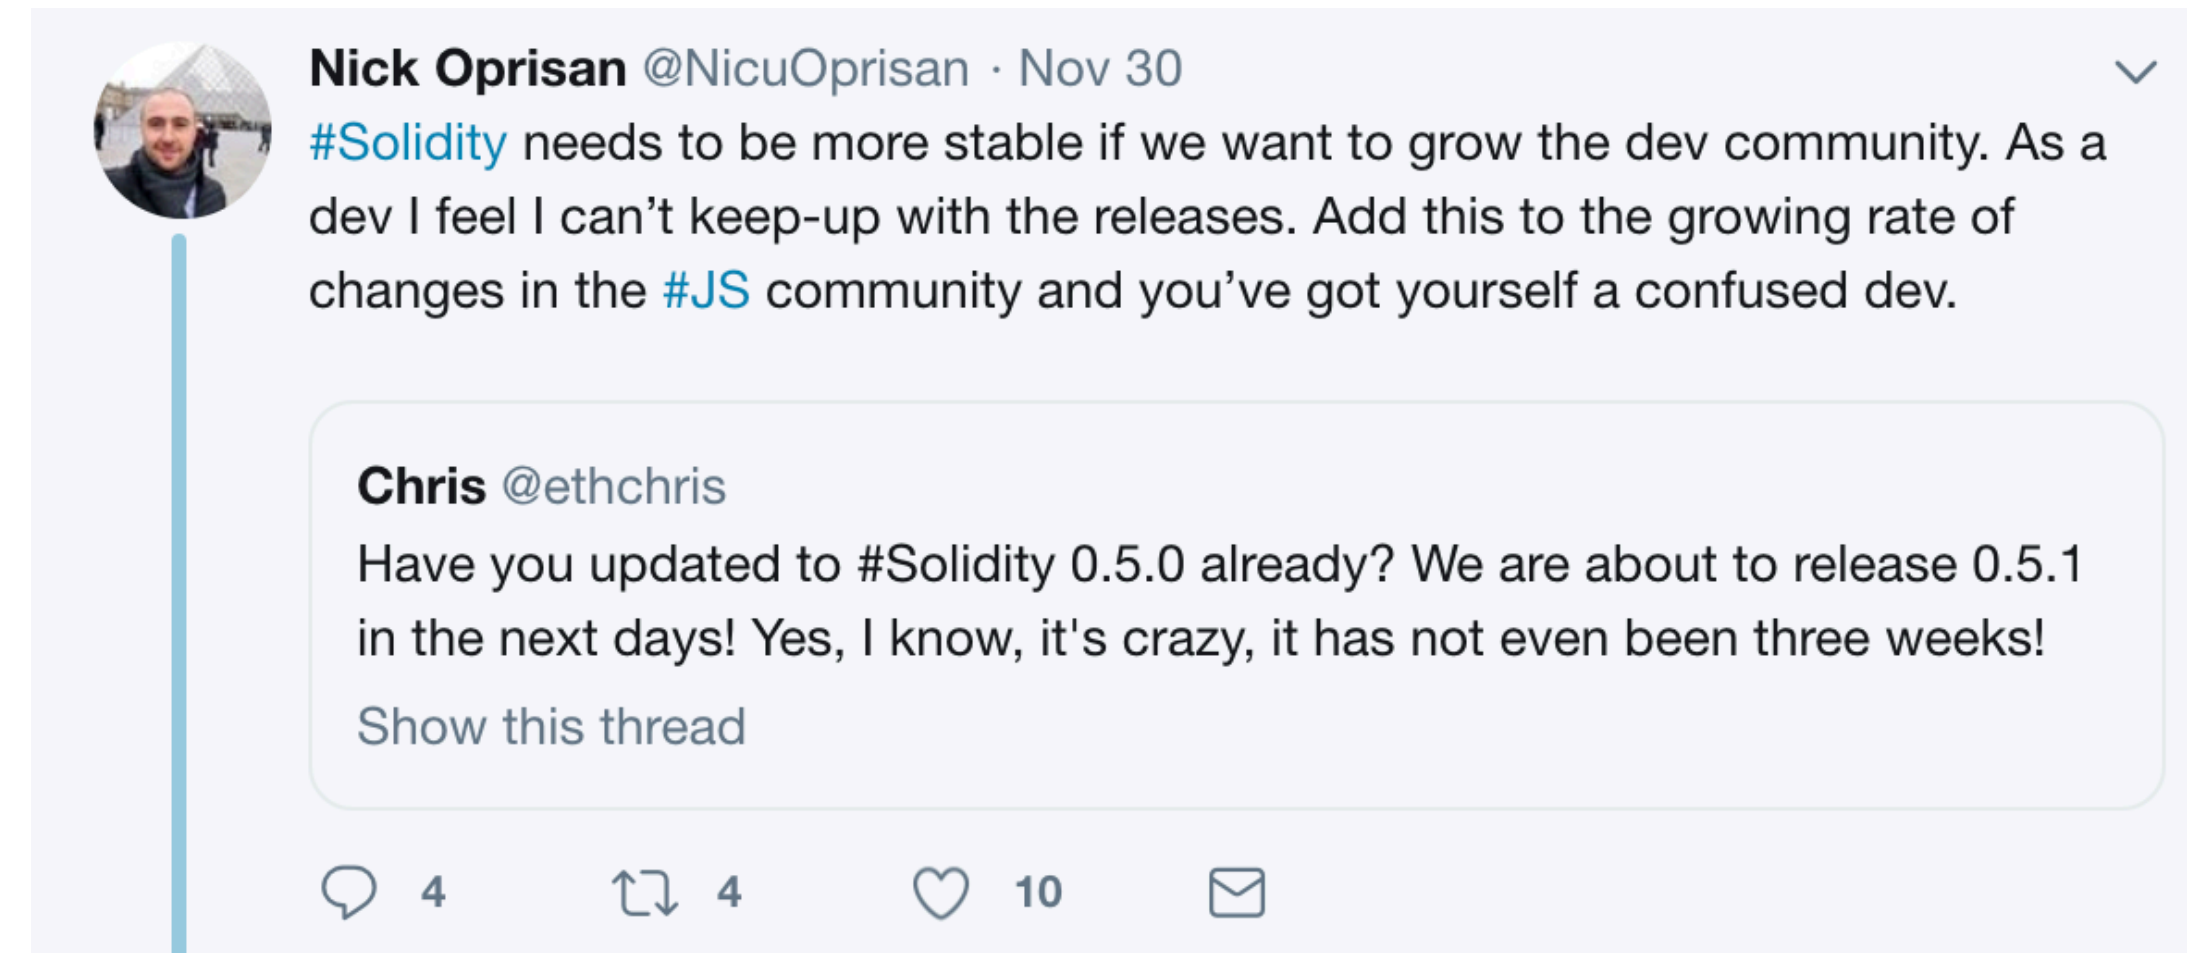 Nick Oprisan @NicuOprisan · Nov 30
#Solidity needs to be more stable if we want to grow the dev community. As a
dev I feel I can’t keep-up with the releases. Add this to the growing rate of
changes in the #JS community and you’ve got yourself a confused dev.
Chris @ethchris
Have you updated to #Solidity 0.5.0 already? We are about to release 0.5.1
in the next days! Yes, I know, it's crazy, it has not even been three weeks!
Show this thread
4 4 10